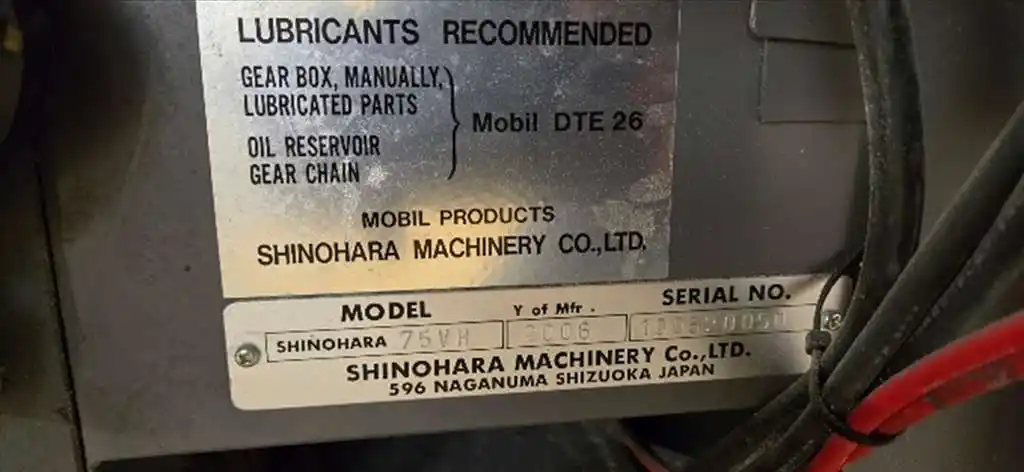 LUBRICANTS RECOMMENDED
GEAR BOX, MANUALLY,
LUBRICATED PARTS
Mobil DTE 26
OIL RESERVOIR
GEAR CHAIN
MOBIL PRODUCTS
SHINOHARA MACHINERY CO.,LTD.
MODEL Y of Mfr. SERIAL NO.
SHINOHARA 75VH 2006
SHINOHARA MACHINERY Co.,LTD.
596 NAGANUMA SHIZUOKA JAPAN